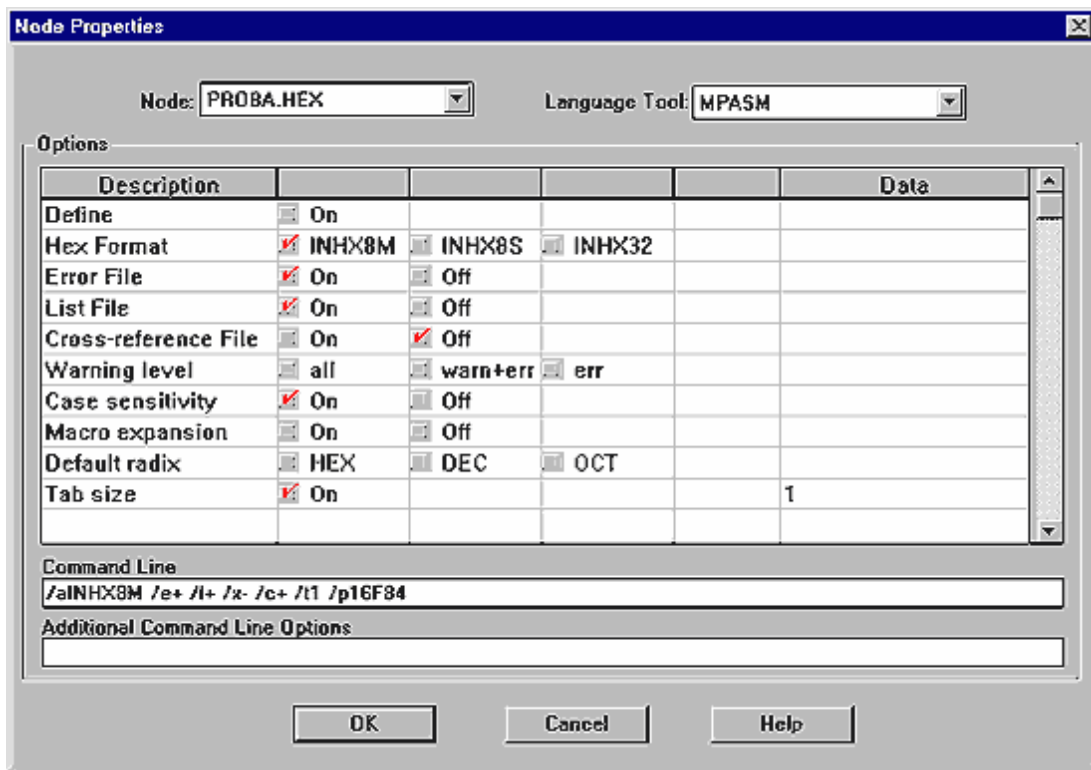 Node Properties
Node: PROBA.HEX Language Tool: MPASM
Options
Description Data
Define On
Hex Format INHX8M INHX8S INHX32
Error File On Off
List File On Off
Cross-reference File On Off
Warning level all warn+err err
Case sensitivity On Off
Macro expansion On Off
Default radix HEX DEC OCT
Tab size On 1
Command Line
/aINHX8M /e+ /l+ /x- /c+ /t1 /p16F84
Additional Command Line Options
OK Cancel Help